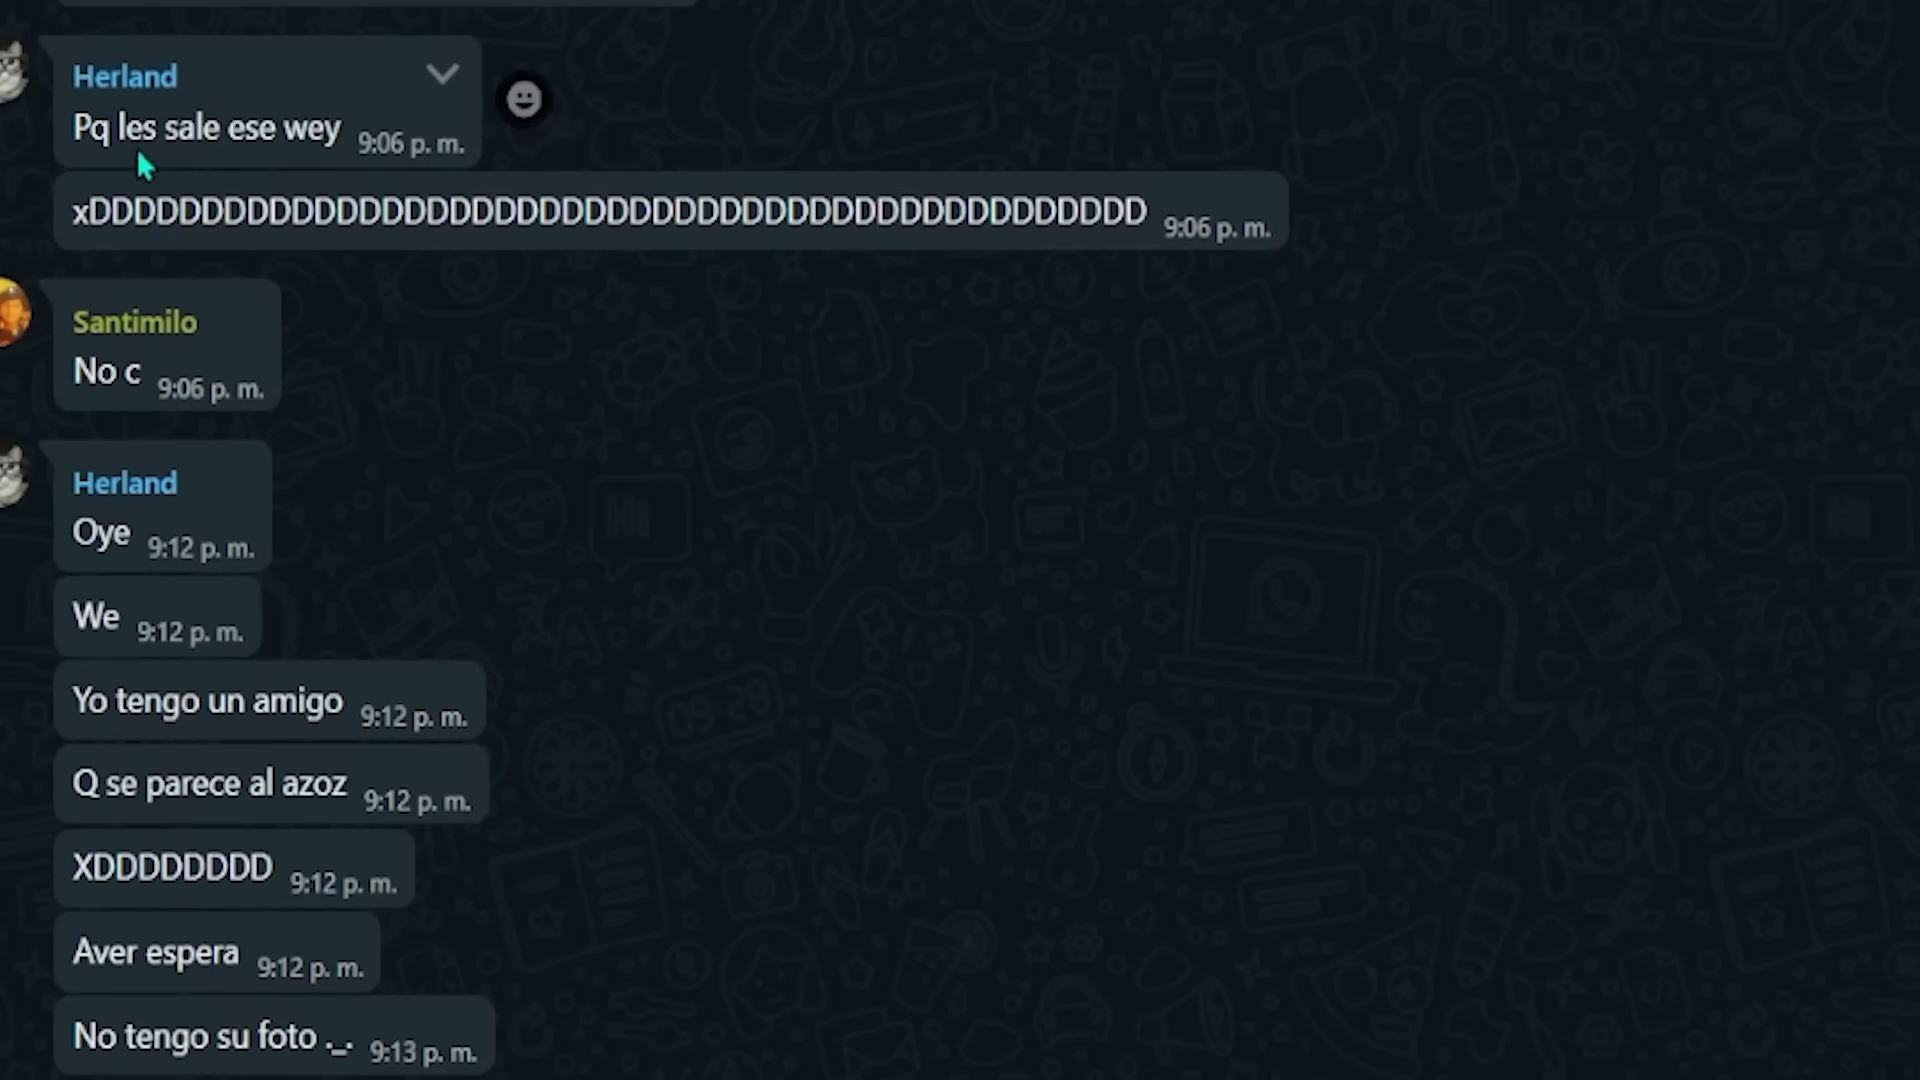 Herland
Pq les sale ese wey 9:06 p. m.
xDDDDDDDDDDDDDDDDDDDDDDDDDDDDDDDDDDDDDDDDDDDDDDD 9:06 p. m.
Santimilo
No c 9:06 p. m.
Herland
Oye 9:12 p. m.
We 9:12 p. m.
Yo tengo un amigo 9:12 p. m.
Q se parece al azoz 9:12 p. m.
XDDDDDDDD 9:12 p. m.
Aver espera 9:12 p. m.
No tengo su foto ._. 9:13 p. m.